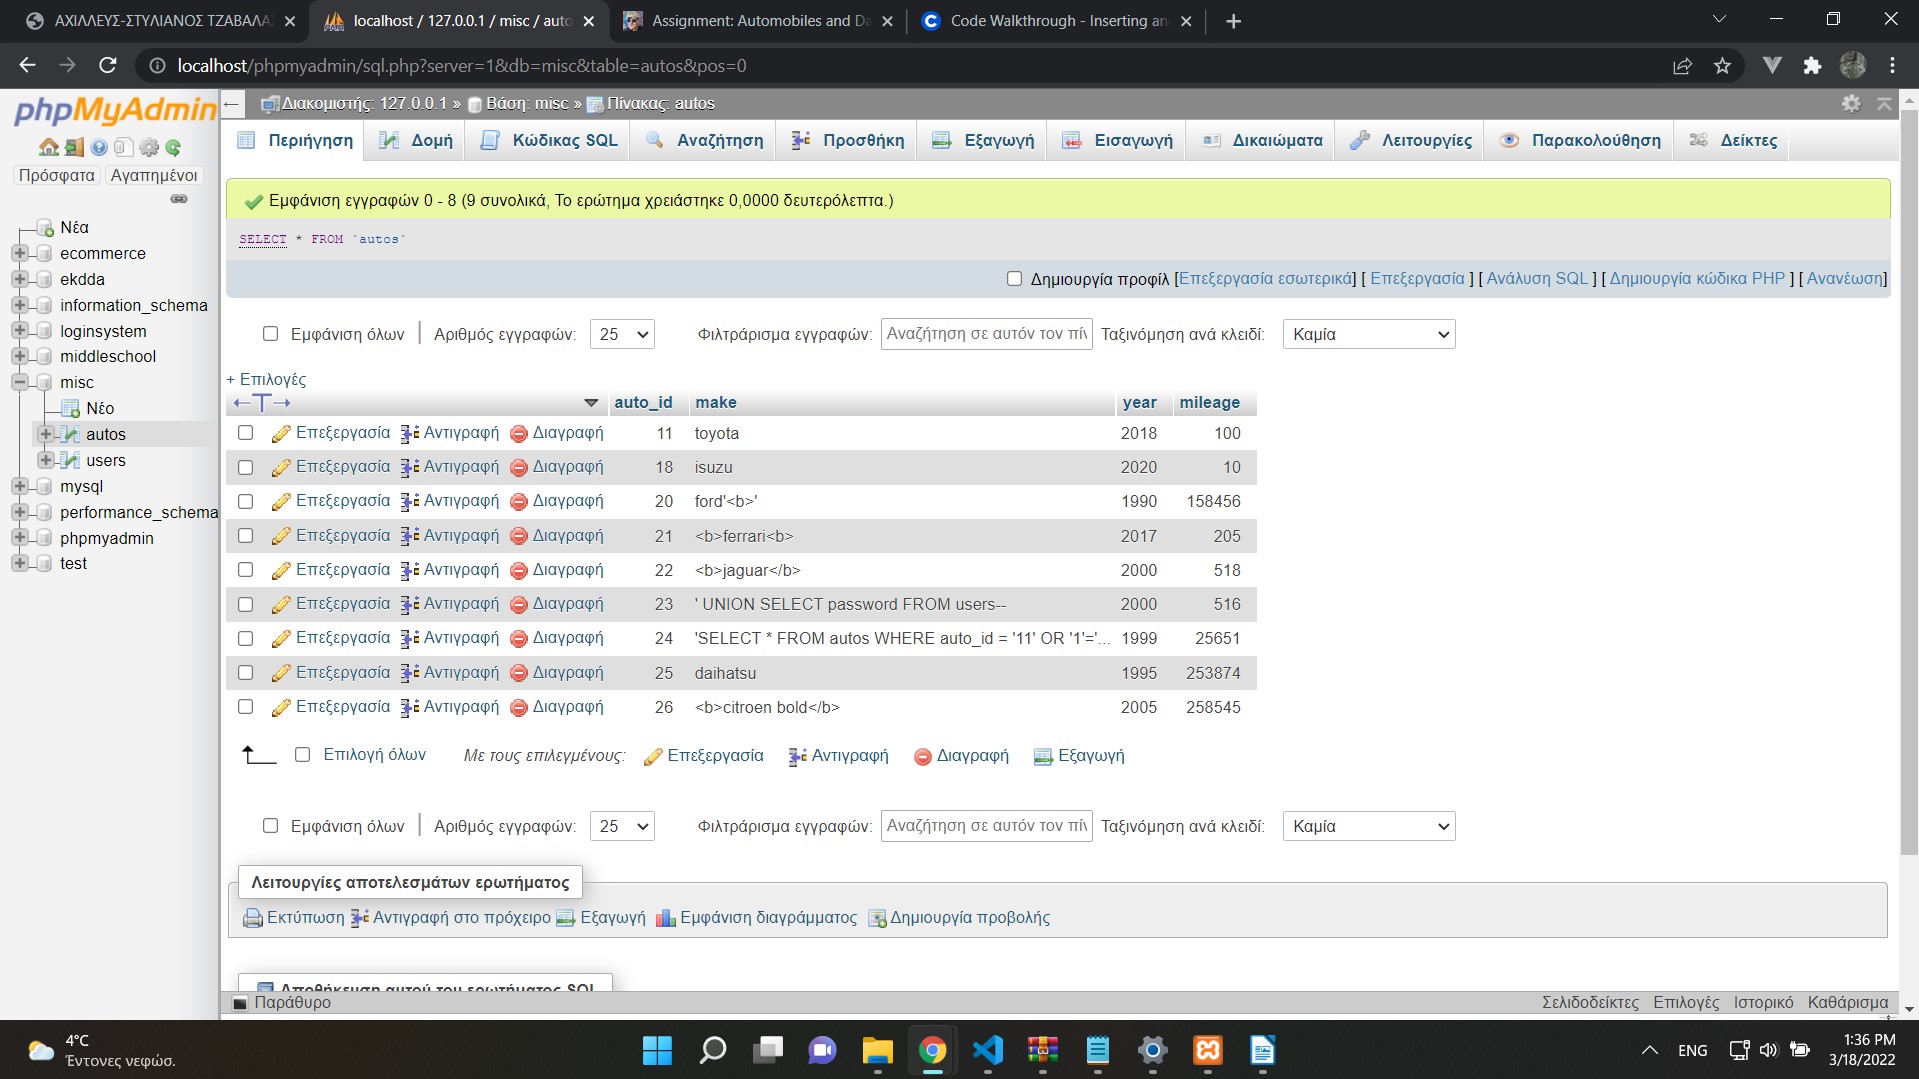 ΑΧΙΛΛΕΥΣ-ΣΤΥΛΙΑΝΟΣ ΤΖΑΒΑΛΑ
localhost / 127.0.0.1 / misc / auto
Assignment: Automobiles and Da
Code Walkthrough - Inserting an
localhost/phpmyadmin/sql.php?server=1&db=misc&table=autos&pos=0
phpMyAdmin
Πρόσφατα Αγαπημένοι
Νέα
ecommerce
ekdda
information_schema
loginsystem
middleschool
misc
Νέο
autos
users
mysql
performance_schema
phpmyadmin
test
Διακομιστής: 127.0.0.1 » Βάση: misc » Πίνακας: autos
Περιήγηση Δομή Κώδικας SQL Αναζήτηση Προσθήκη Εξαγωγή Εισαγωγή Δικαιώματα Λειτουργίες Παρακολούθηση Δείκτες
Εμφάνιση εγγραφών 0 - 8 (9 συνολικά, Το ερώτημα χρειάστηκε 0,0000 δευτερόλεπτα.)
SELECT * FROM `autos`
Δημιουργία προφίλ [Επεξεργασία εσωτερικά] [ Επεξεργασία ] [ Ανάλυση SQL ] [ Δημιουργία κώδικα PHP ] [ Ανανέωση]
Εμφάνιση όλων | Αριθμός εγγραφών: 25 Φιλτράρισμα εγγραφών: Αναζήτηση σε αυτόν τον πίν Ταξινόμηση ανά κλειδί: Καμία
+ Επιλογές
←T→ auto_id make year mileage
Επεξεργασία Αντιγραφή Διαγραφή 11 toyota 2018 100
Επεξεργασία Αντιγραφή Διαγραφή 18 isuzu 2020 10
Επεξεργασία Αντιγραφή Διαγραφή 20 ford'<b>' 1990 158456
Επεξεργασία Αντιγραφή Διαγραφή 21 <b>ferrari<b> 2017 205
Επεξεργασία Αντιγραφή Διαγραφή 22 <b>jaguar</b> 2000 518
Επεξεργασία Αντιγραφή Διαγραφή 23 ' UNION SELECT password FROM users-- 2000 516
Επεξεργασία Αντιγραφή Διαγραφή 24 'SELECT * FROM autos WHERE auto_id = '11' OR '1'='... 1999 25651
Επεξεργασία Αντιγραφή Διαγραφή 25 daihatsu 1995 253874
Επεξεργασία Αντιγραφή Διαγραφή 26 <b>citroen bold</b> 2005 258545
Επιλογή όλων Με τους επιλεγμένους: Επεξεργασία Αντιγραφή Διαγραφή Εξαγωγή
Εμφάνιση όλων | Αριθμός εγγραφών: 25 Φιλτράρισμα εγγραφών: Αναζήτηση σε αυτόν τον πίν Ταξινόμηση ανά κλειδί: Καμία
Λειτουργίες αποτελεσμάτων ερωτήματος
Εκτύπωση Αντιγραφή στο πρόχειρο Εξαγωγή Εμφάνιση διαγράμματος Δημιουργία προβολής
Αποθήκευση αυτού του ερωτήματος SQL
Παράθυρο Σελιδοδείκτες Επιλογές Ιστορικό Καθάρισμα
4°C
Έντονες νεφώσ.
ENG
1:36 PM
3/18/2022